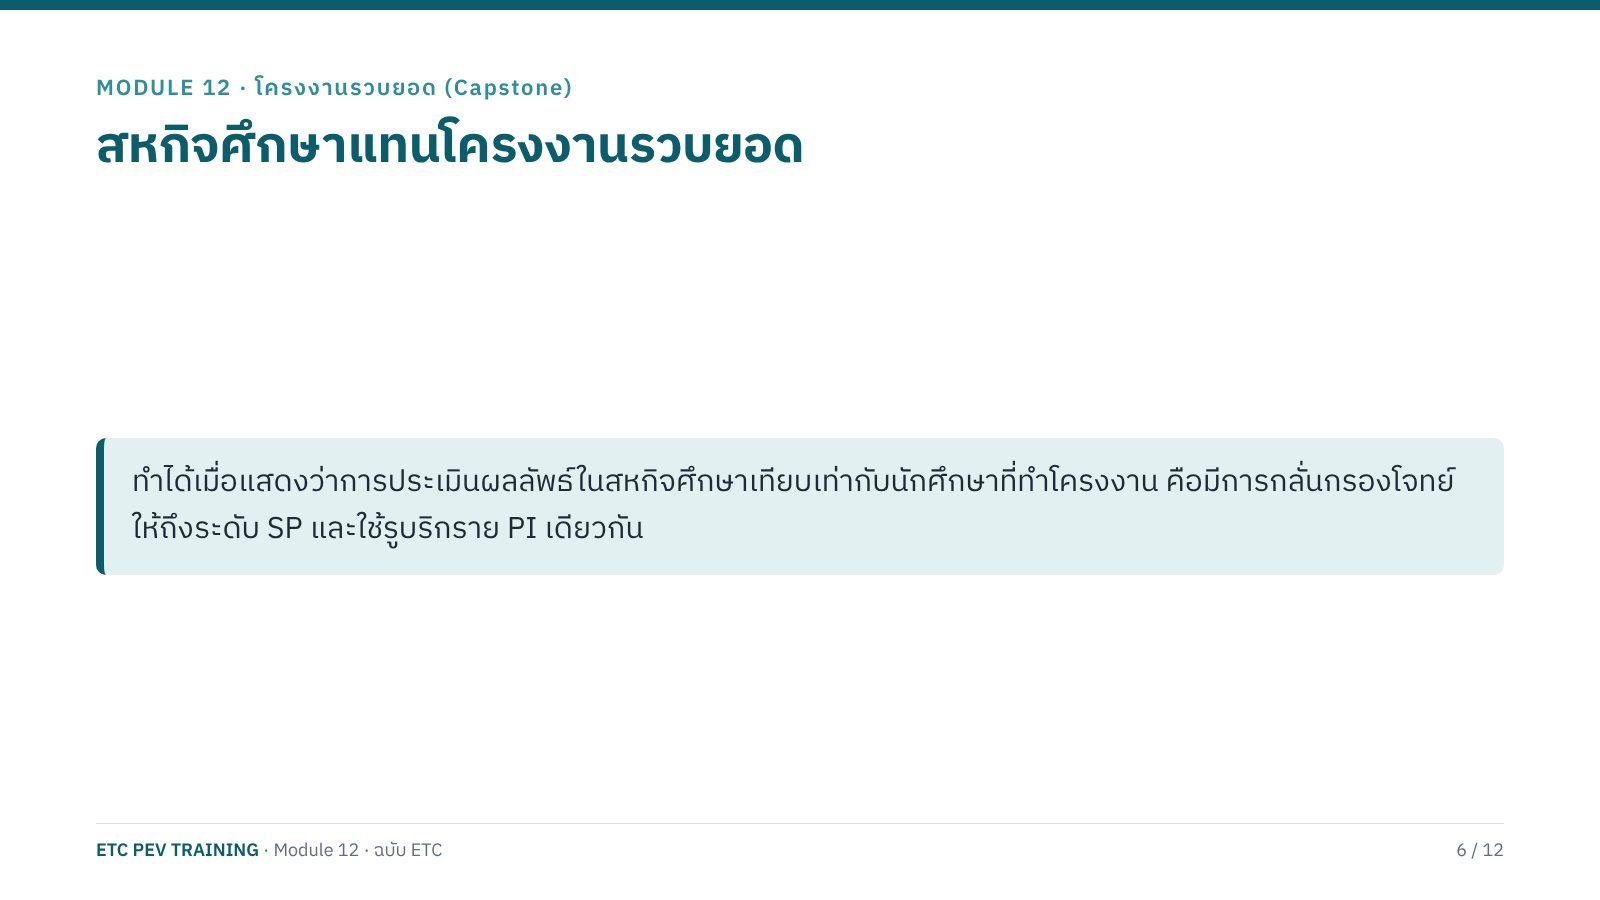 MODULE 12 · โครงงานรวบยอด (Capstone)
สหกิจศึกษาแทนโครงงานรวบยอด
ทำได้เมื่อแสดงว่าการประเมินผลลัพธ์ในสหกิจศึกษาเทียบเท่ากับนักศึกษาที่ทำโครงงาน คือมีการกลั่นกรองโจทย์
ให้ถึงระดับ SP และใช้รูบริกราย PI เดียวกัน
ETC PEV TRAINING · Module 12 · ฉบับ ETC
6 / 12